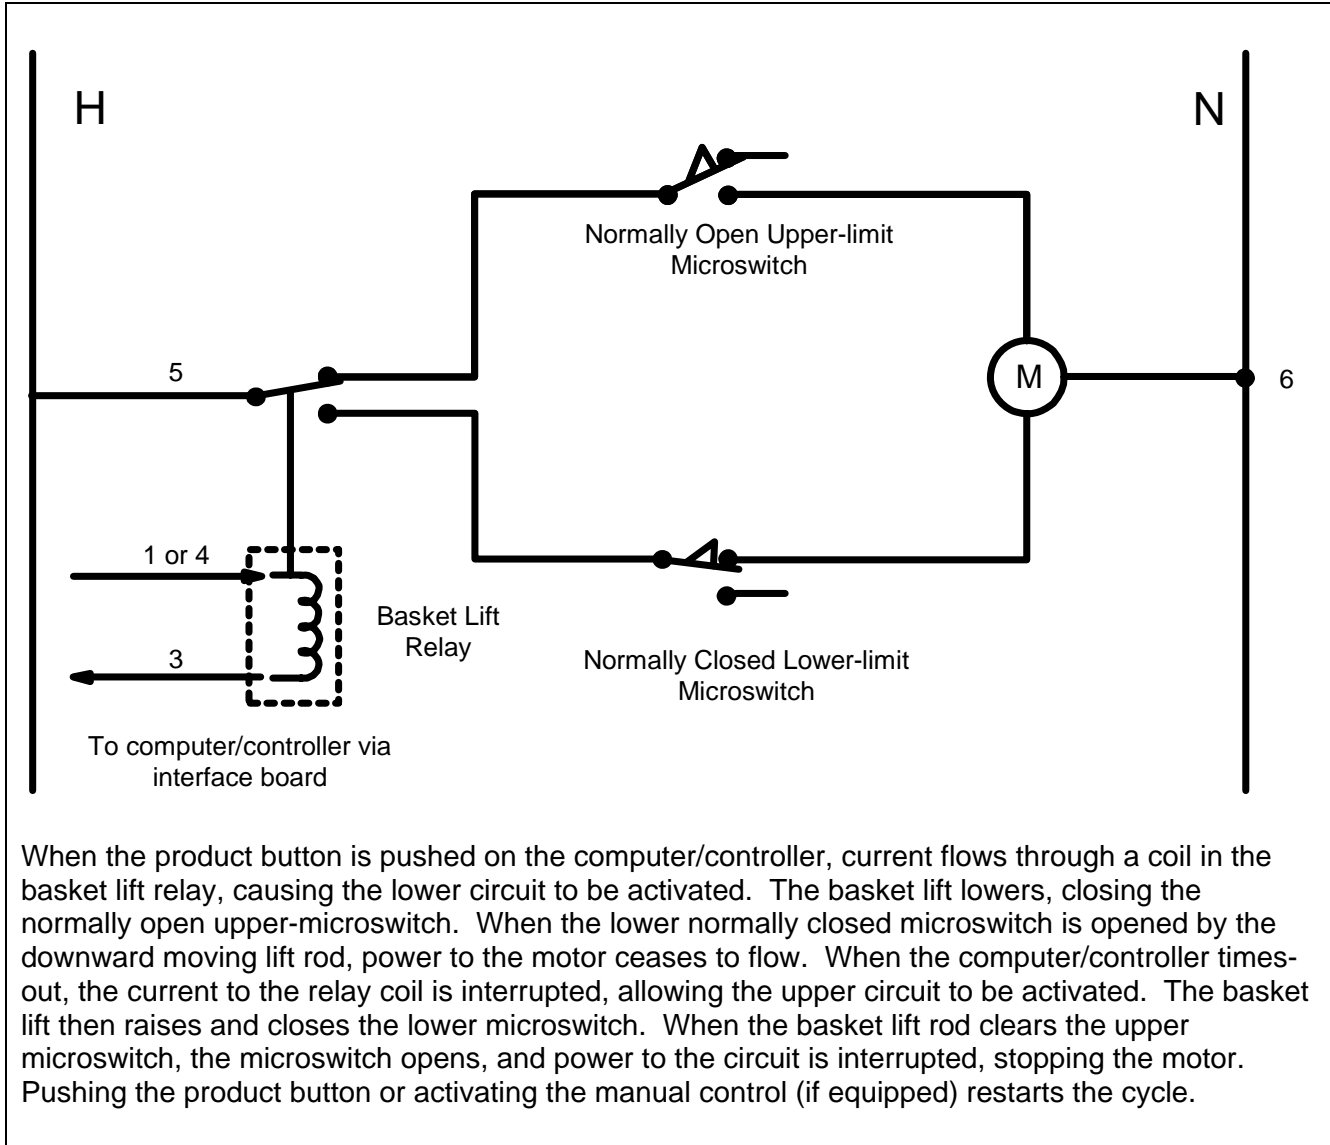 H
N
Normally Open Upper-limit
Microswitch
5
M
6
1 or 4
Basket Lift
Relay
3
Normally Closed Lower-limit
Microswitch
To computer/controller via
interface board
When the product button is pushed on the computer/controller, current flows through a coil in the
basket lift relay, causing the lower circuit to be activated.  The basket lift lowers, closing the
normally open upper-microswitch.  When the lower normally closed microswitch is opened by the
downward moving lift rod, power to the motor ceases to flow.  When the computer/controller times-
out, the current to the relay coil is interrupted, allowing the upper circuit to be activated.  The basket
lift then raises and closes the lower microswitch.  When the basket lift rod clears the upper
microswitch, the microswitch opens, and power to the circuit is interrupted, stopping the motor.
Pushing the product button or activating the manual control (if equipped) restarts the cycle.